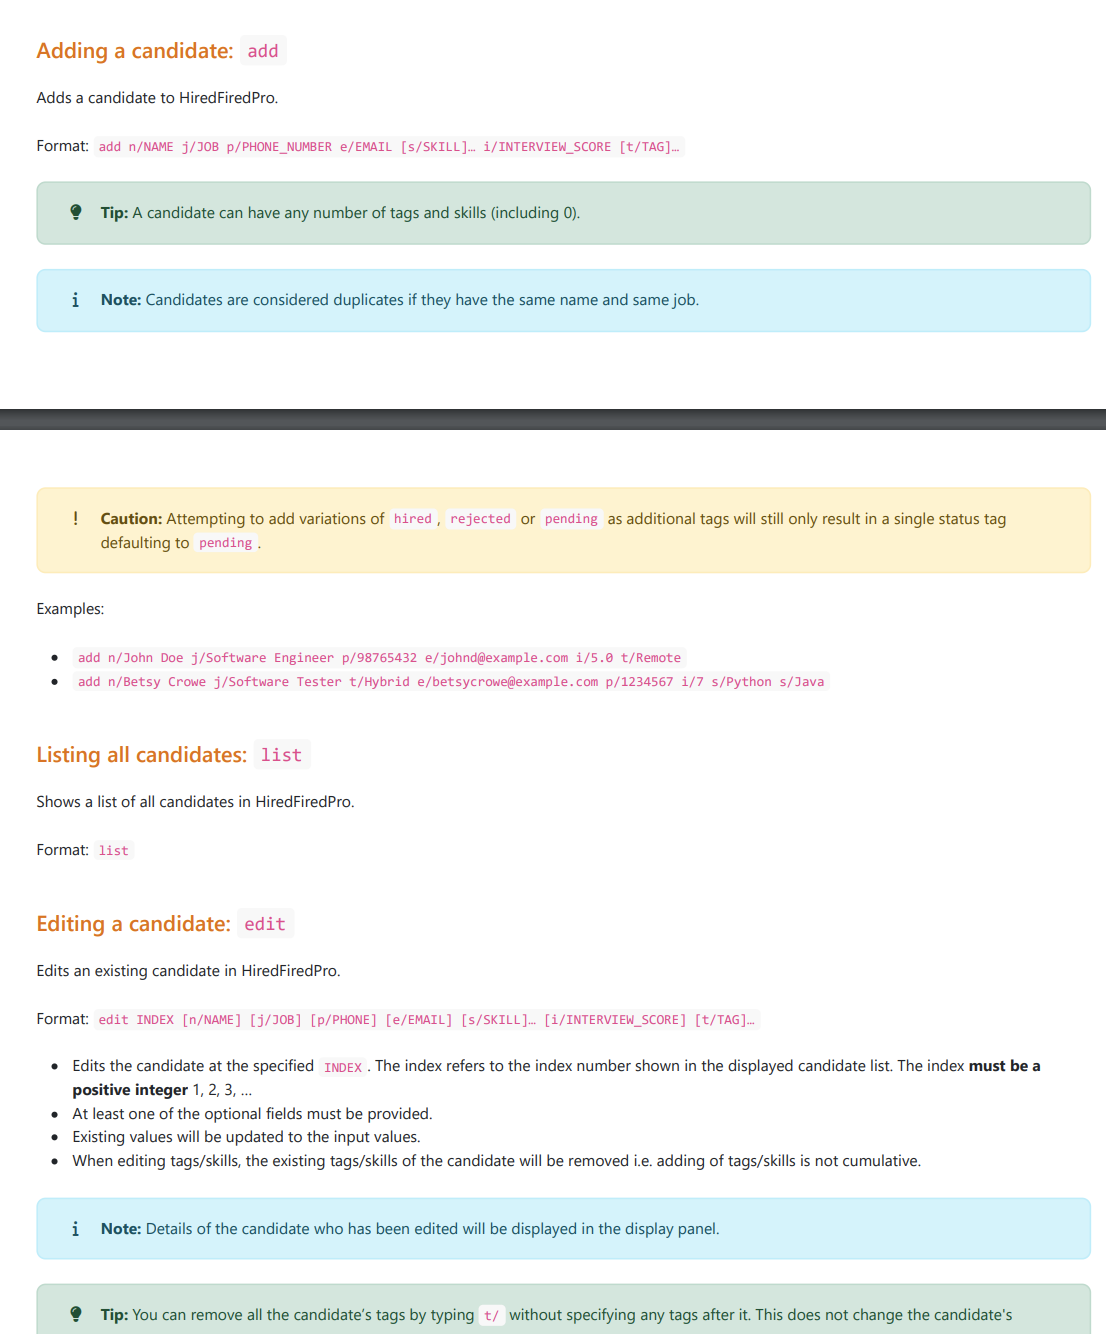 Adding a candidate: add
Adds a candidate to HiredFiredPro.
Format: add n/NAME j/JOB p/PHONE_NUMBER e/EMAIL [s/SKILL]… i/INTERVIEW_SCORE [t/TAG]…
Tip: A candidate can have any number of tags and skills (including 0).
Note: Candidates are considered duplicates if they have the same name and same job.
Caution: Attempting to add variations of hired, rejected or pending as additional tags will still only result in a single status tag
defaulting to pending.
Examples:
• add n/John Doe j/Software Engineer p/98765432 e/johnd@example.com i/5.0 t/Remote
• add n/Betsy Crowe j/Software Tester t/Hybrid e/betsycrowe@example.com p/1234567 i/7 s/Python s/Java
Listing all candidates: list
Shows a list of all candidates in HiredFiredPro.
Format: list
Editing a candidate: edit
Edits an existing candidate in HiredFiredPro.
Format: edit INDEX [n/NAME] [j/JOB] [p/PHONE] [e/EMAIL] [s/SKILL]… [i/INTERVIEW_SCORE] [t/TAG]…
• Edits the candidate at the specified INDEX. The index refers to the index number shown in the displayed candidate list. The index must be a
positive integer 1, 2, 3, …
• At least one of the optional fields must be provided.
• Existing values will be updated to the input values.
• When editing tags/skills, the existing tags/skills of the candidate will be removed i.e. adding of tags/skills is not cumulative.
Note: Details of the candidate who has been edited will be displayed in the display panel.
Tip: You can remove all the candidate's tags by typing t/ without specifying any tags after it. This does not change the candidate's